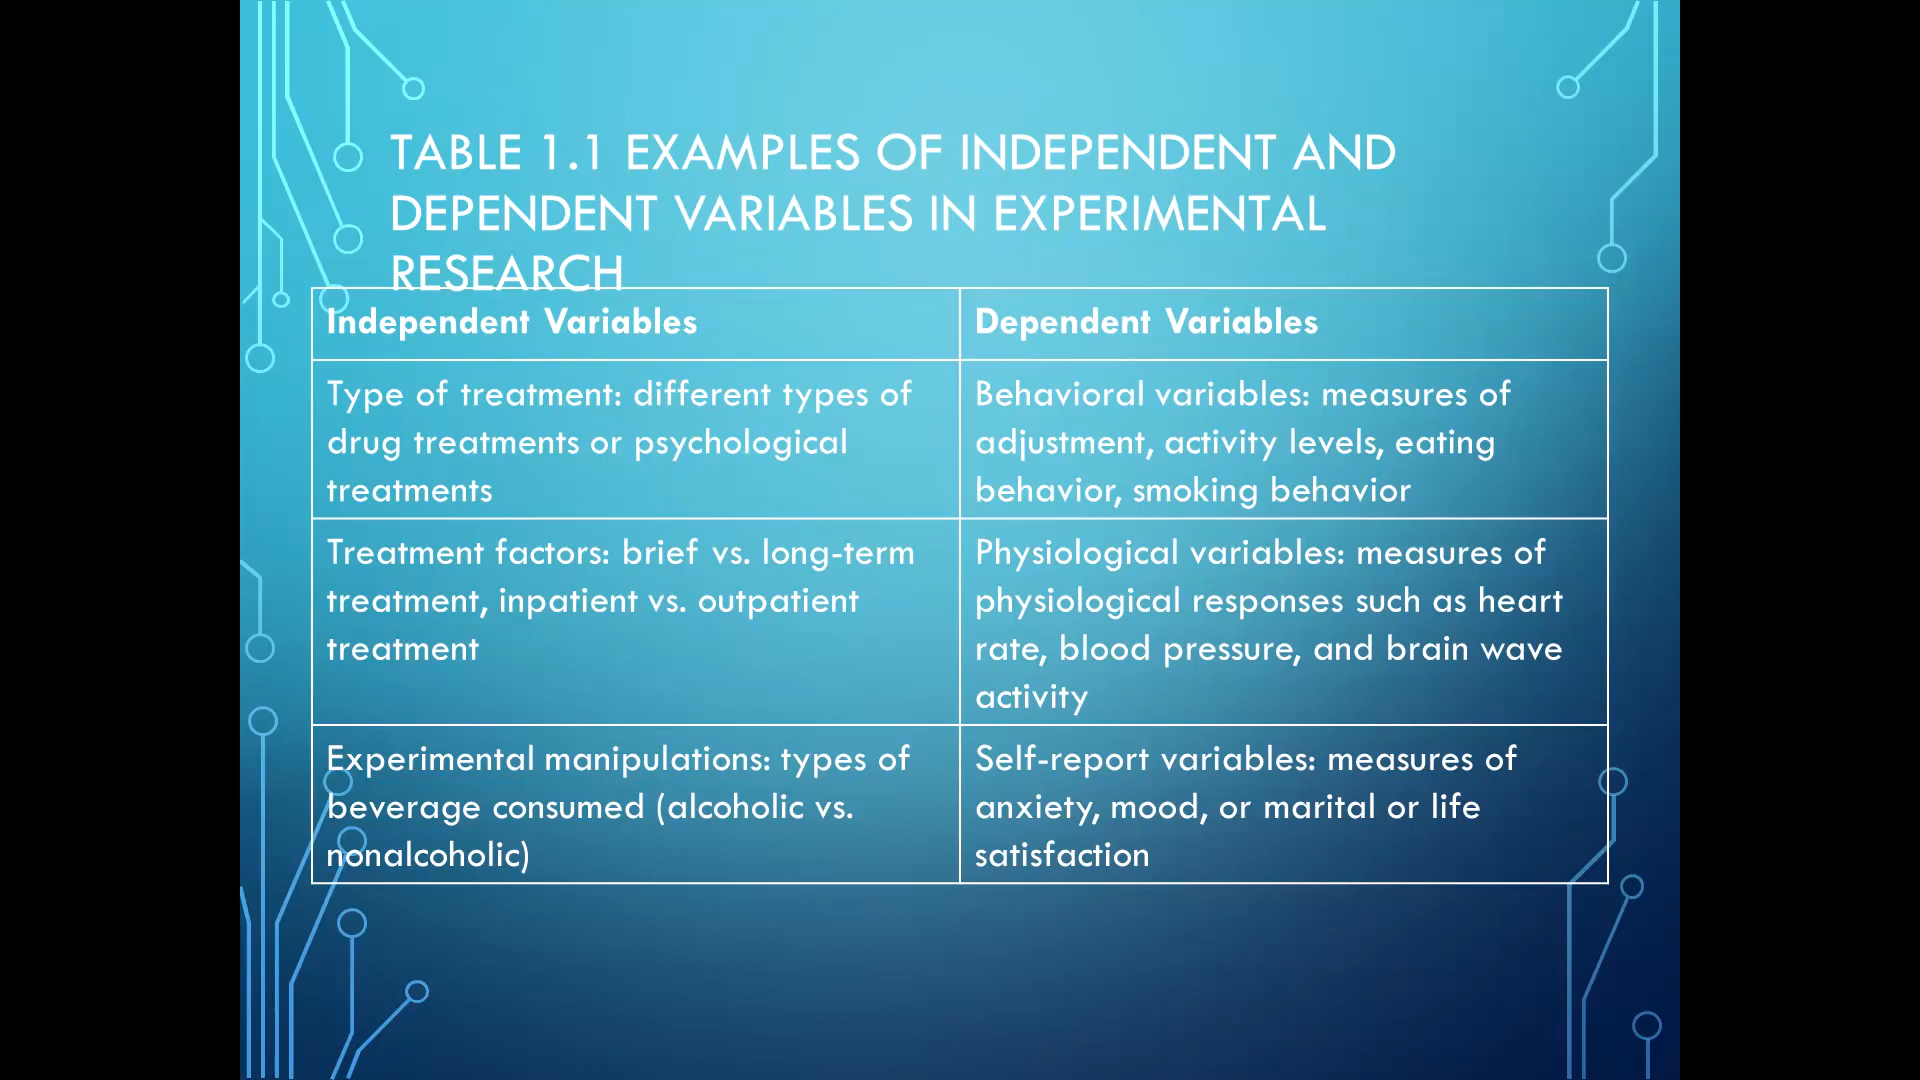 TABLE 1.1 EXAMPLES OF INDEPENDENT AND
DEPENDENT VARIABLES IN EXPERIMENTAL
RESEARCH
Independent Variables
Dependent Variables
Type of treatment: different types of
drug treatments or psychological
treatments
Behavioral variables: measures of
adjustment, activity levels, eating
behavior, smoking behavior
Treatment factors: brief vs. long-term
treatment, inpatient vs. outpatient
treatment
Physiological variables: measures of
physiological responses such as heart
rate, blood pressure, and brain wave
activity
Experimental manipulations: types of
beverage consumed (alcoholic vs.
nonalcoholic)
Self-report variables: measures of
anxiety, mood, or marital or life
satisfaction